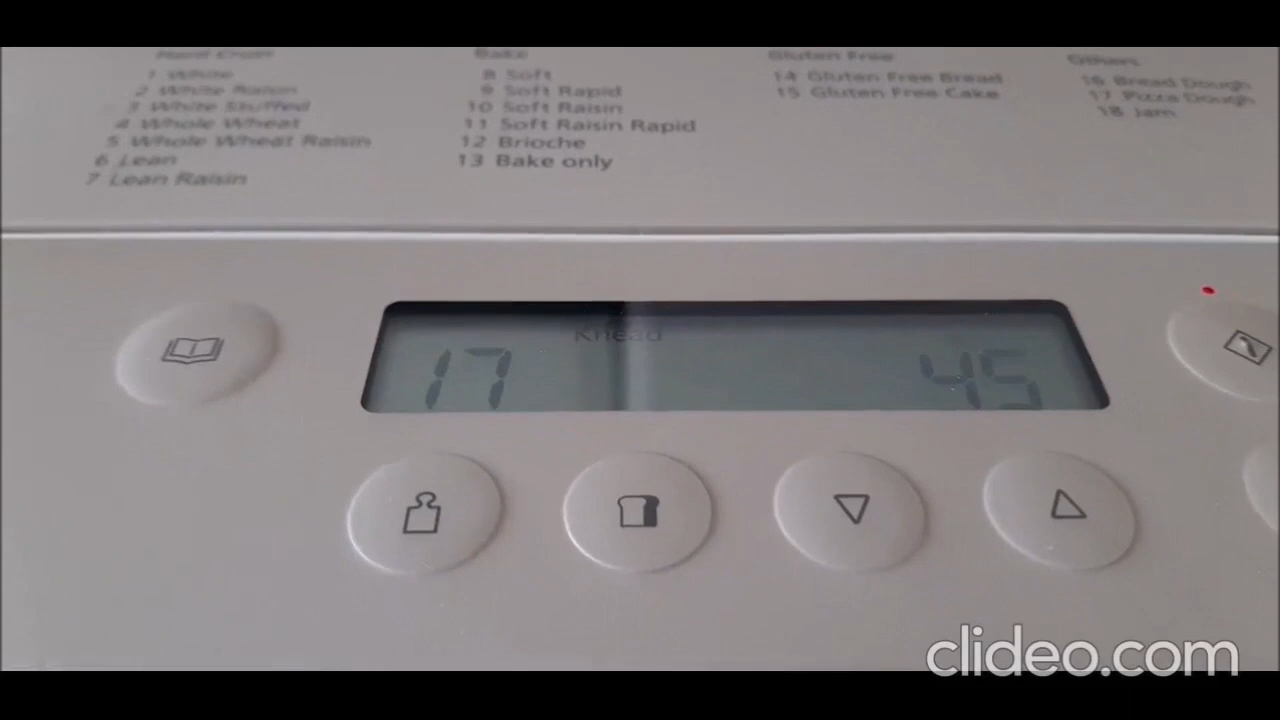 1 White
2 White Raisin
3 White Stuffed
4 Whole Wheat
5 Whole Wheat Raisin
6 Lean
7 Lean Raisin
Bake
8 Soft
9 Soft Rapid
10 Soft Raisin
11 Soft Raisin Rapid
12 Brioche
13 Bake only
Gluten Free
14 Gluten Free Bread
15 Gluten Free Cake
Others
16 Bread Dough
17 Pizza Dough
18 Jam
Knead
17
45
clideo.com